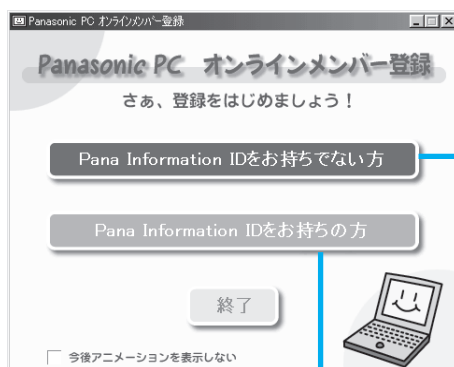 Panasonic PC オンラインメンバー登録
Panasonic PC オンラインメンバー登録
さぁ、登録をはじめましょう！
Pana Information IDをお持ちでない方
Pana Information IDをお持ちの方
終了
今後アニメーションを表示しない